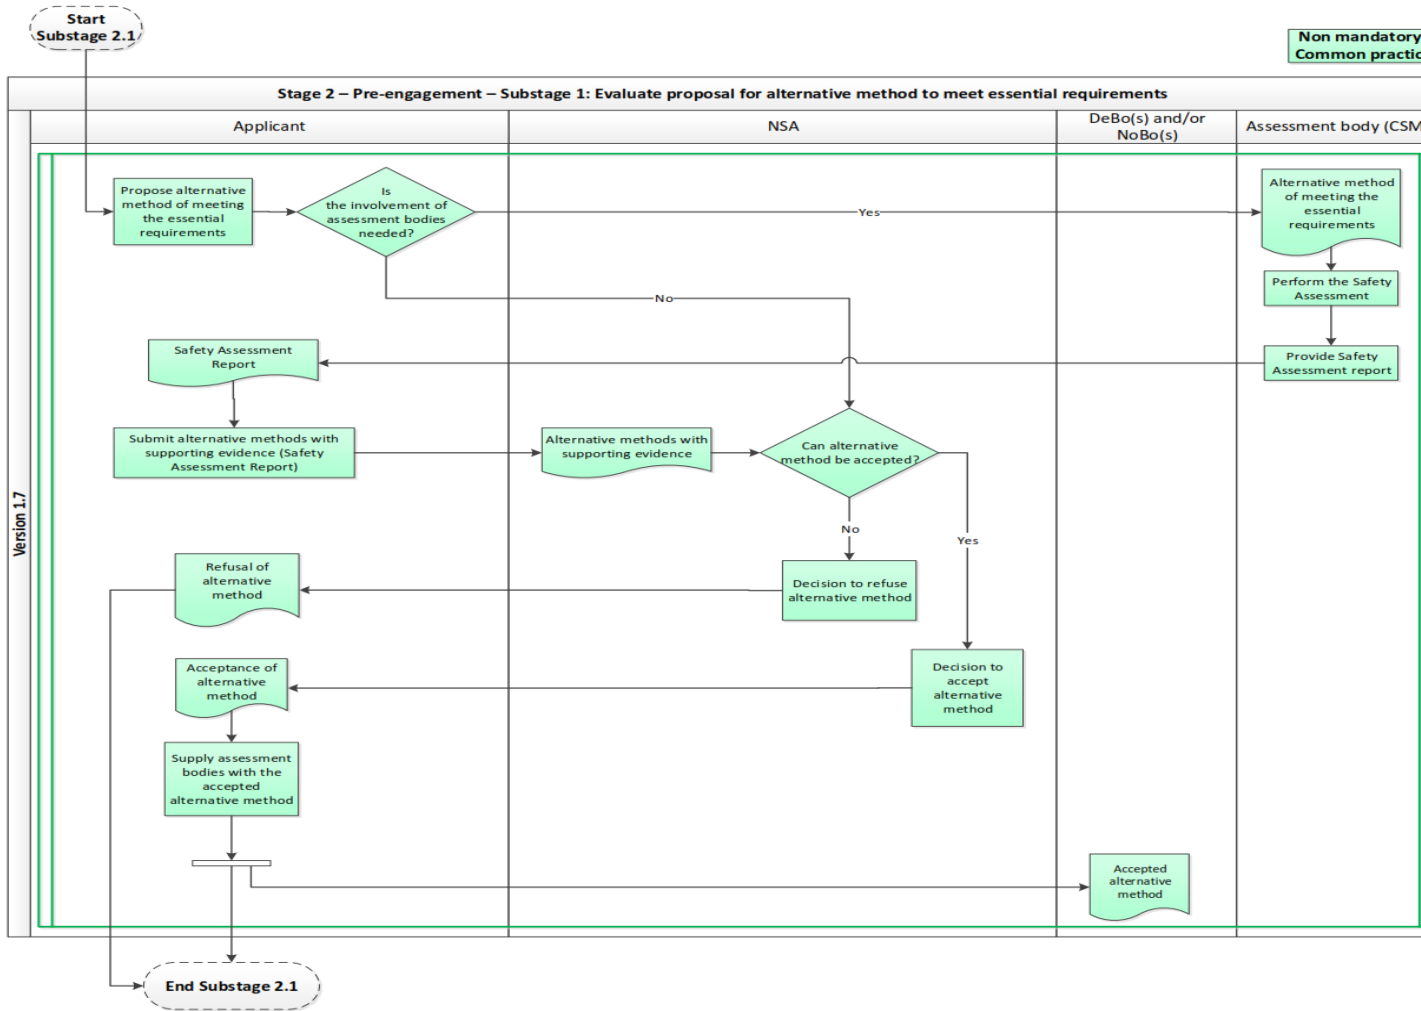 Start
Substage 2.1
Non mandatory
Common practic
Stage 2 – Pre-engagement – Substage 1: Evaluate proposal for alternative method to meet essential requirements
Applicant
NSA
DeBo(s) and/or
NoBo(s)
Assessment body (CSM
Version 1.7
Propose alternative
method of meeting
the essential
requirements
Is
the involvement of
assessment bodies
needed?
Yes
Alternative method
of meeting the
essential
requirements
Perform the Safety
Assessment
No
Safety Assessment
Report
Provide Safety
Assessment report
Submit alternative methods with
supporting evidence (Safety
Assessment Report)
Alternative methods with
supporting evidence
Can alternative
method be accepted?
No
Yes
Refusal of
alternative
method
Decision to refuse
alternative method
Acceptance of
alternative
method
Decision to
accept
alternative
method
Supply assessment
bodies with the
accepted
alternative method
Accepted
alternative
method
End Substage 2.1